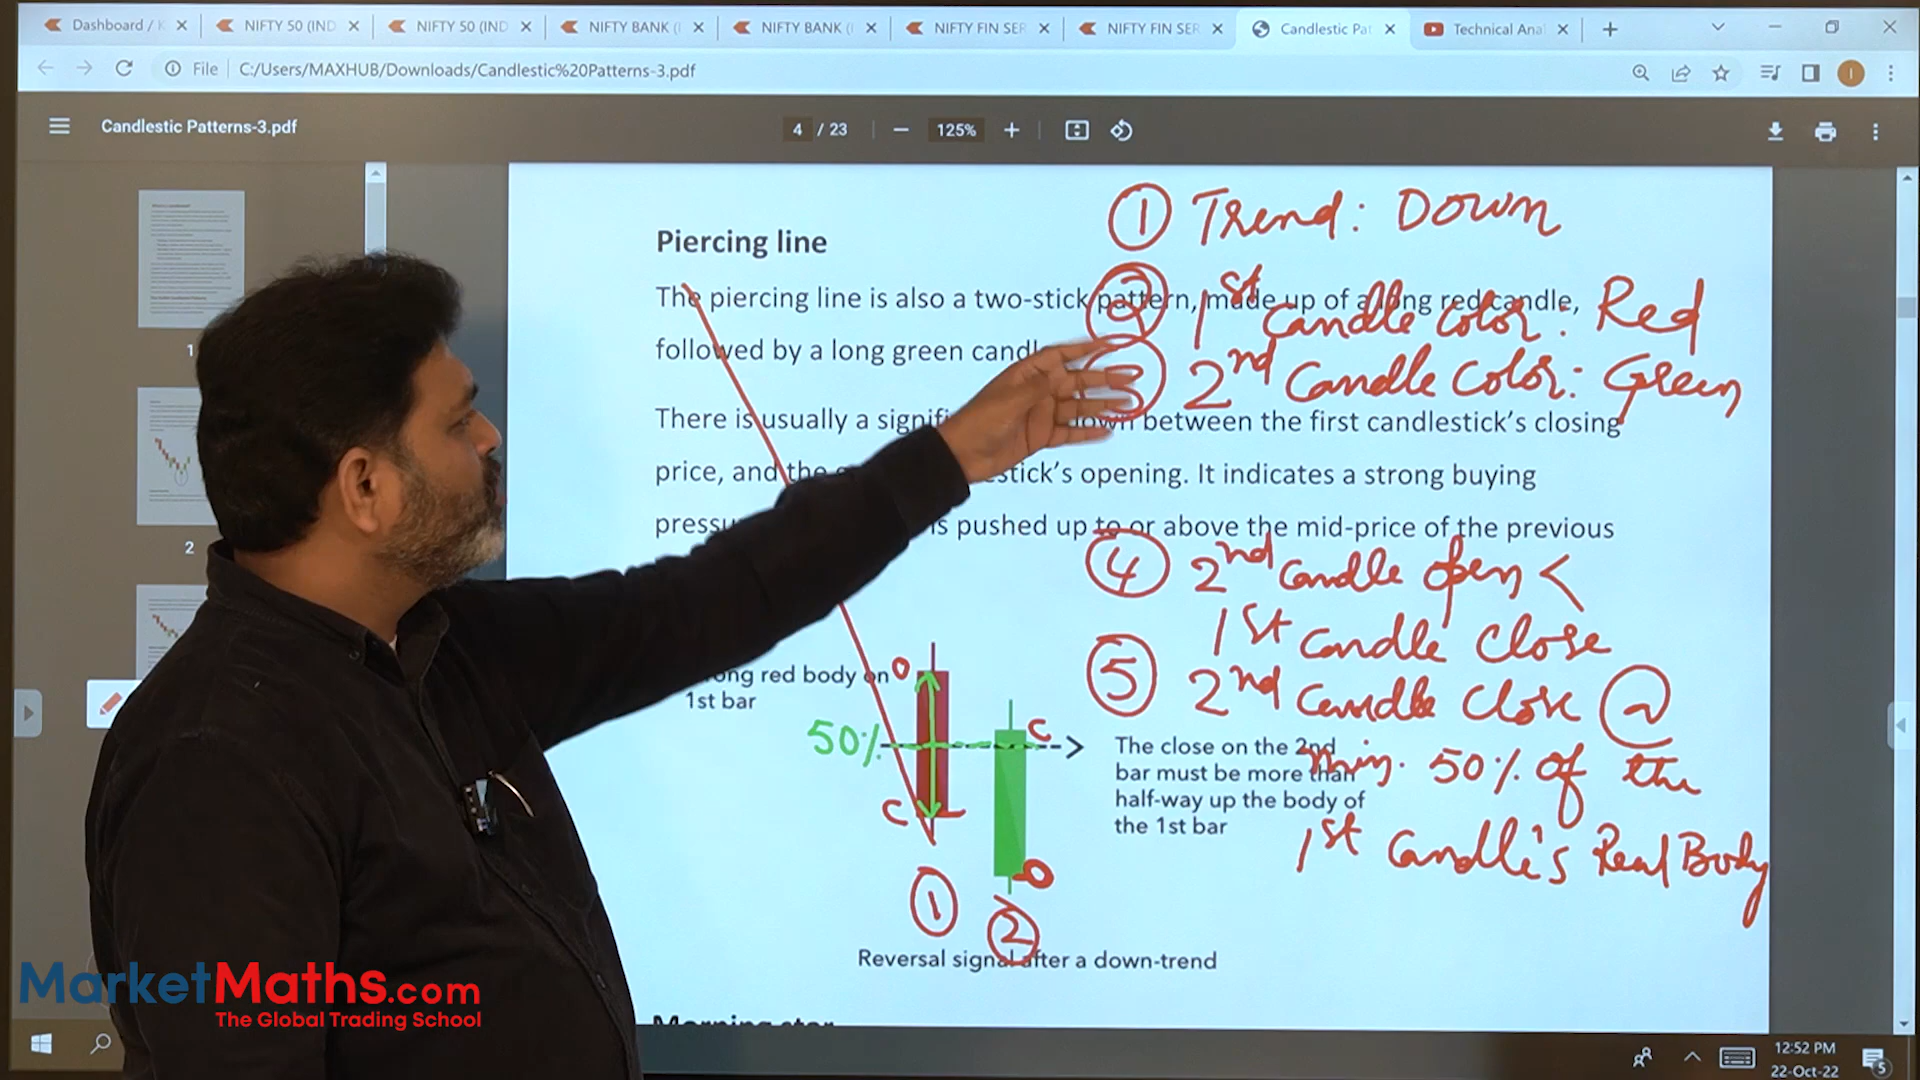 Dashboard / K
NIFTY 50 (IND
NIFTY 50 (IND
NIFTY BANK (I
NIFTY BANK (I
NIFTY FIN SER
NIFTY FIN SER
Candlestic Pat
Technical Ana
File C:/Users/MAXHUB/Downloads/Candlestic%20Patterns-3.pdf
I
Candlestic Patterns-3.pdf
4 / 23
125%
1
2
Piercing line
The piercing line is also a two-stick pattern, made up of a long red candle,
followed by a long green
There is usually a between the first candlestick's closing
price, and the opening. It indicates a strong buying
is pushed up to or above the mid-price of the previous
① Trend: Down
② 1st Candle Color: Red
③ 2nd Candle Color: Green
④ 2nd Candle Open <
1st Candle Close
⑤ 2nd Candle Close @
Min. 50% of the
1st Candle's Real Body
red body on
1st bar
O
C
50%
C
O
①
②
The close on the 2nd
bar must be more than
half-way up the body of
the 1st bar
Reversal signal after a down-trend
Morning star
MarketMaths.com
The Global Trading School
12:52 PM
22-Oct-22
5